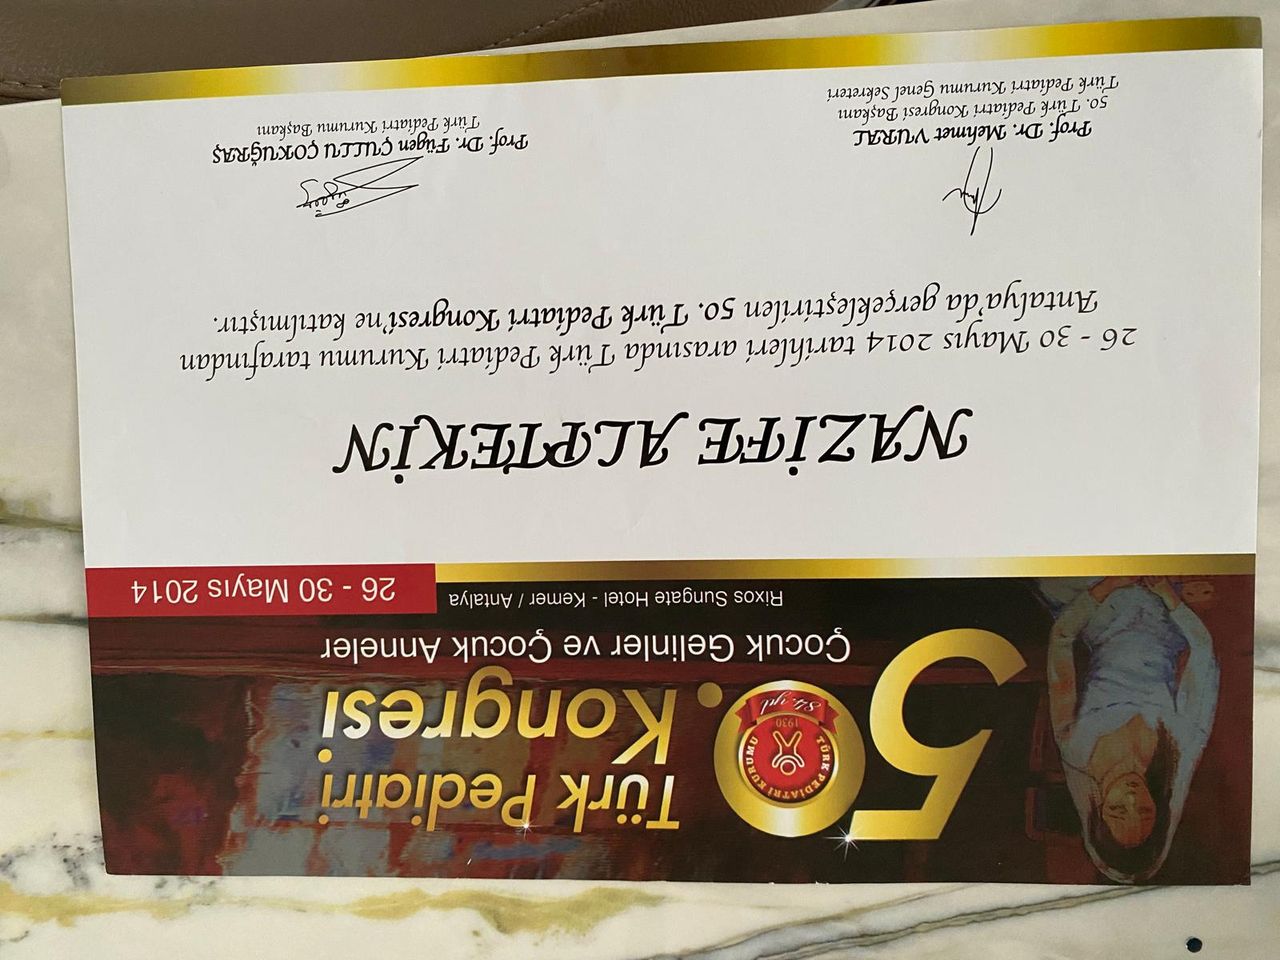 50. Türk Pediatri
Kongresi
TÜRK PEDİATRİ KURUMU
1930
84. yıl
Çocuk Gelinler ve Çocuk Anneler
Rixos Sungate Hotel - Kemer / Antalya
26 - 30 Mayıs 2014
NAZİFE ALPTEKİN
26 - 30 Mayıs 2014 tarihleri arasında Türk Pediatri Kurumu tarafından
Antalya'da gerçekleştirilen 50. Türk Pediatri Kongresi'ne katılmıştır.
Prof. Dr. Mehmet VURAL
50. Türk Pediatri Kongresi Başkanı
Türk Pediatri Kurumu Genel Sekreteri
Prof. Dr. Fügen ÇULLU ÇOKUĞRAŞ
Türk Pediatri Kurumu Başkanı